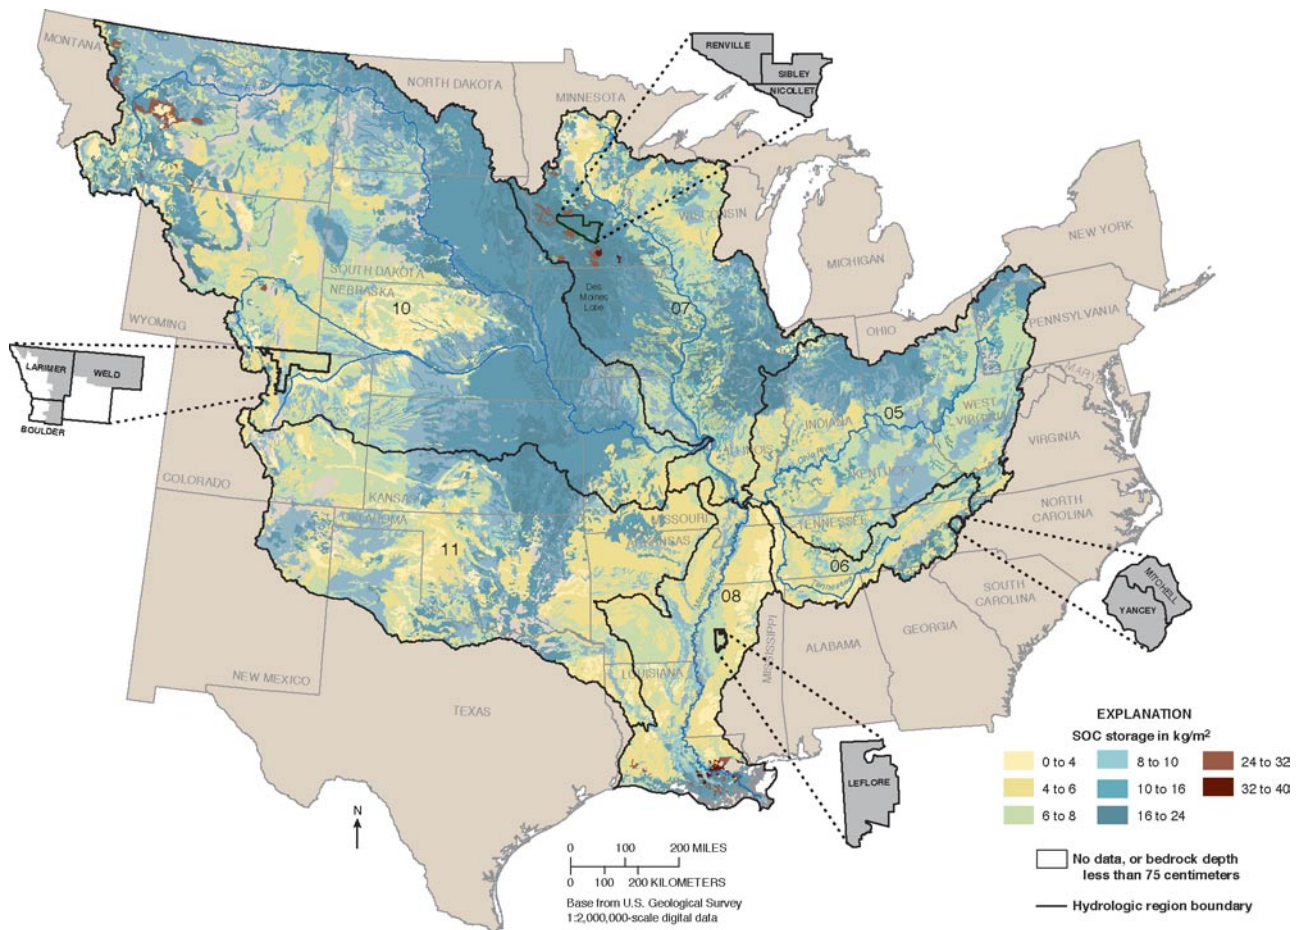 MONTANA
NORTH DAKOTA
MINNESOTA
RENVILLE
SIBLEY
NICOLLET
WISCONSIN
MICHIGAN
NEW YORK
SOUTH DAKOTA
NEBRASKA
WYOMING
10
Des
Moines
Lobe
07
OHIO
PENNSYLVANIA
MARYLAND
LARIMER
WELD
BOULDER
05
INDIANA
WEST
VIRGINIA
VIRGINIA
ILLINOIS
Ohio River
KENTUCKY
COLORADO
KANSAS
OKLAHOMA
MISSOURI
ARKANSAS
TENNESSEE
NORTH
CAROLINA
11
06
Tennessee
08
SOUTH
CAROLINA
MITCHELL
YANCEY
MISSISSIPPI
ALABAMA
GEORGIA
LOUISIANA
NEW MEXICO
TEXAS
LEFLORE
EXPLANATION
SOC storage in kg/m²
0 to 4
8 to 10
24 to 32
4 to 6
10 to 16
32 to 40
6 to 8
16 to 24
No data, or bedrock depth
less than 75 centimeters
Hydrologic region boundary
N
0 100 200 MILES
0 100 200 KILOMETERS
Base from U.S. Geological Survey
1:2,000,000-scale digital data